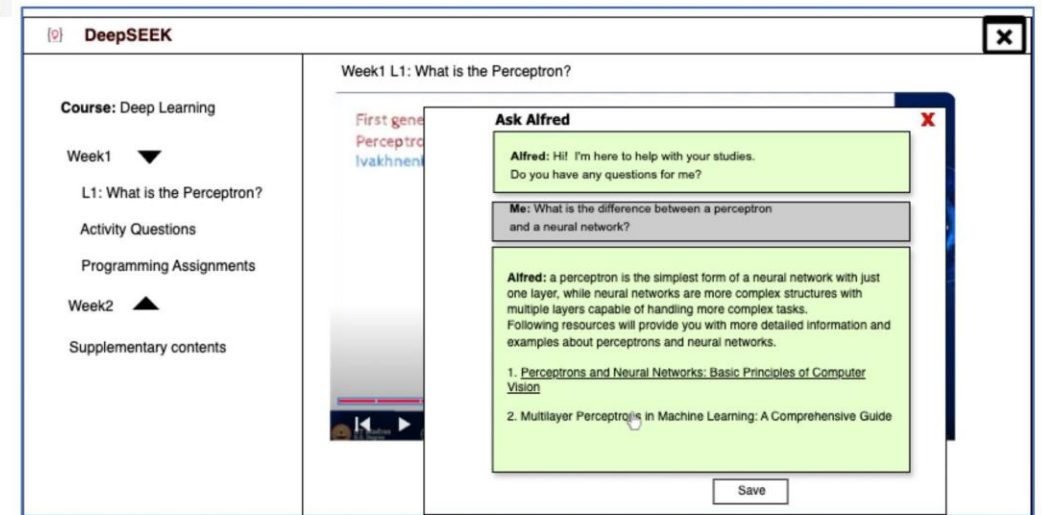 DeepSEEK
Week1 L1: What is the Perceptron?
Course: Deep Learning
Week1
L1: What is the Perceptron?
Activity Questions
Programming Assignments
Week2
Supplementary contents
First gene
Perceptro
Ivakhnenk
Ask Alfred
X
Alfred: Hi! I'm here to help with your studies.
Do you have any questions for me?
Me: What is the difference between a perceptron
and a neural network?
Alfred: a perceptron is the simplest form of a neural network with just
one layer, while neural networks are more complex structures with
multiple layers capable of handling more complex tasks.
Following resources will provide you with more detailed information and
examples about perceptrons and neural networks.
1. Perceptrons and Neural Networks: Basic Principles of Computer
Vision
2. Multilayer Perceptrons in Machine Learning: A Comprehensive Guide
Save